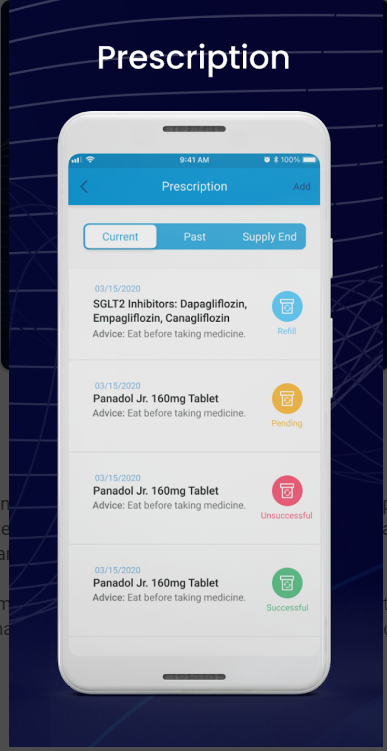 Prescription
9:41 AM
100%
Prescription
Add
Current
Past
Supply End
03/15/2020
SGLT2 Inhibitors: Dapagliflozin,
Empagliflozin, Canagliflozin
Advice: Eat before taking medicine.
Refill
03/15/2020
Panadol Jr. 160mg Tablet
Advice: Eat before taking medicine.
Pending
03/15/2020
Panadol Jr. 160mg Tablet
Advice: Eat before taking medicine.
Unsuccessful
03/15/2020
Panadol Jr. 160mg Tablet
Advice: Eat before taking medicine.
Successful